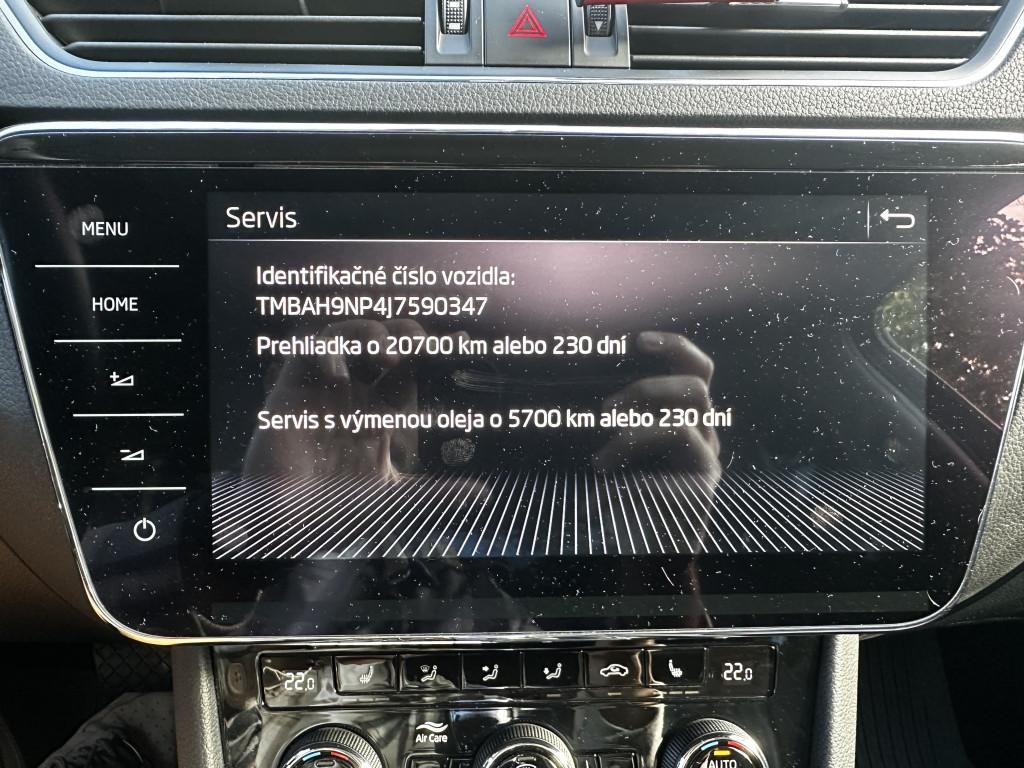 Servis
MENU
Identifikačné číslo vozidla:
TMBAH9NP4J7590347
HOME
Prehliadka o 20700 km alebo 230 dní
Servis s výmenou oleja o 5700 km alebo 230 dní
22.0
22.0
Air Care
AUTO